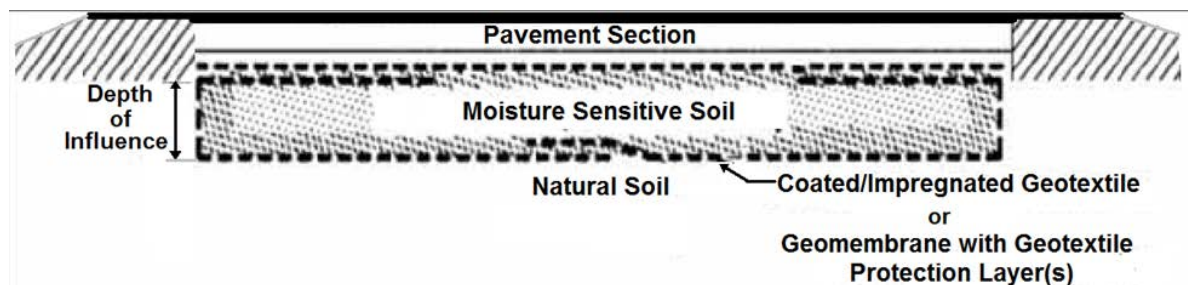 Pavement Section
Depth
of
Influence
Moisture Sensitive Soil
Natural Soil
Coated/Impregnated Geotextile
or
Geomembrane with Geotextile
Protection Layer(s)